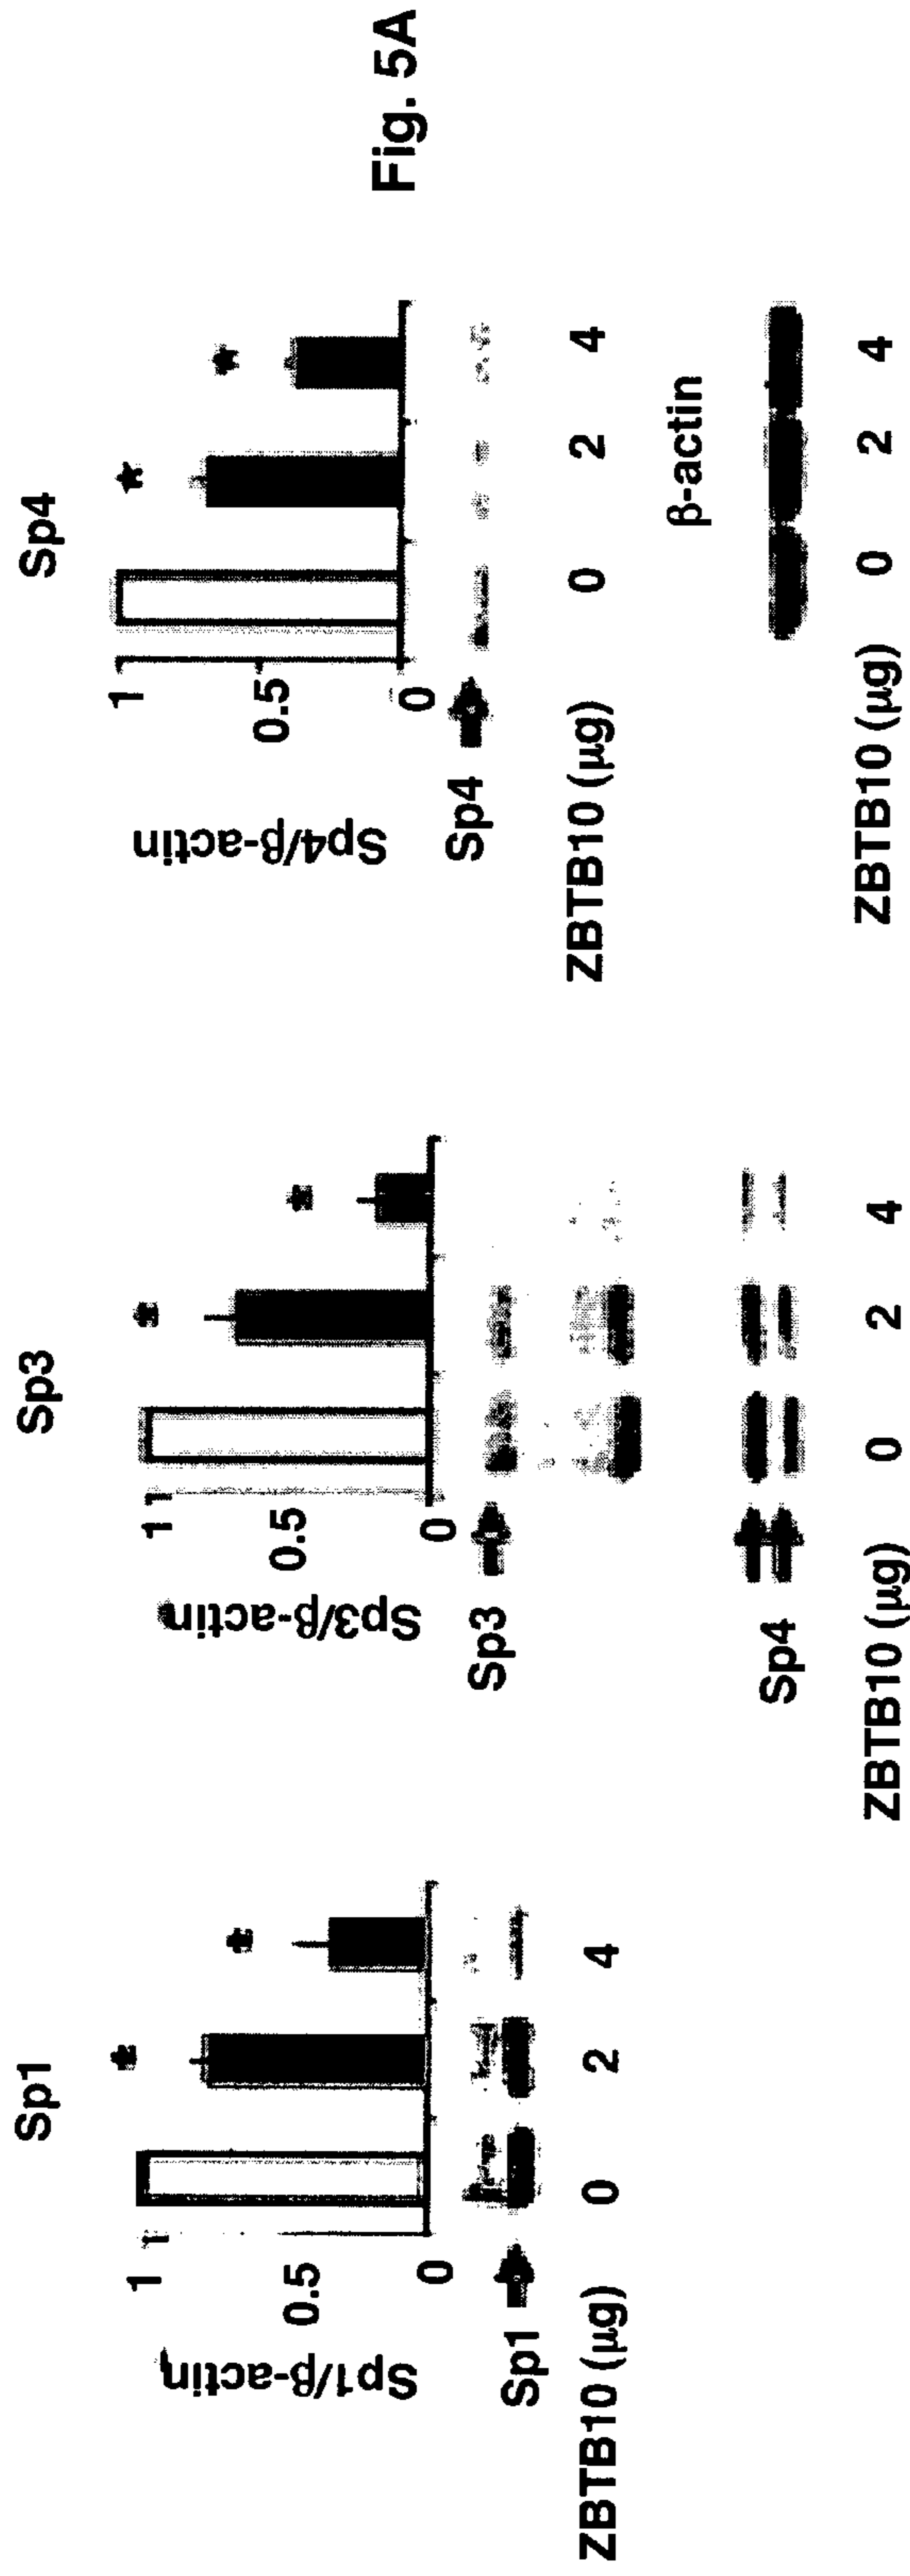 Sp1
Sp1/β-actin
1
0.5
0
Sp1
ZBTB10 (μg) 0 2 4
Sp3
Sp3/β-actin
1
0.5
0
Sp3
Sp4
ZBTB10 (μg) 0 2 4
Sp4
Sp4/β-actin
1
0.5
0
Sp4
ZBTB10 (μg) 0 2 4
β-actin
ZBTB10 (μg) 0 2 4
Fig. 5A